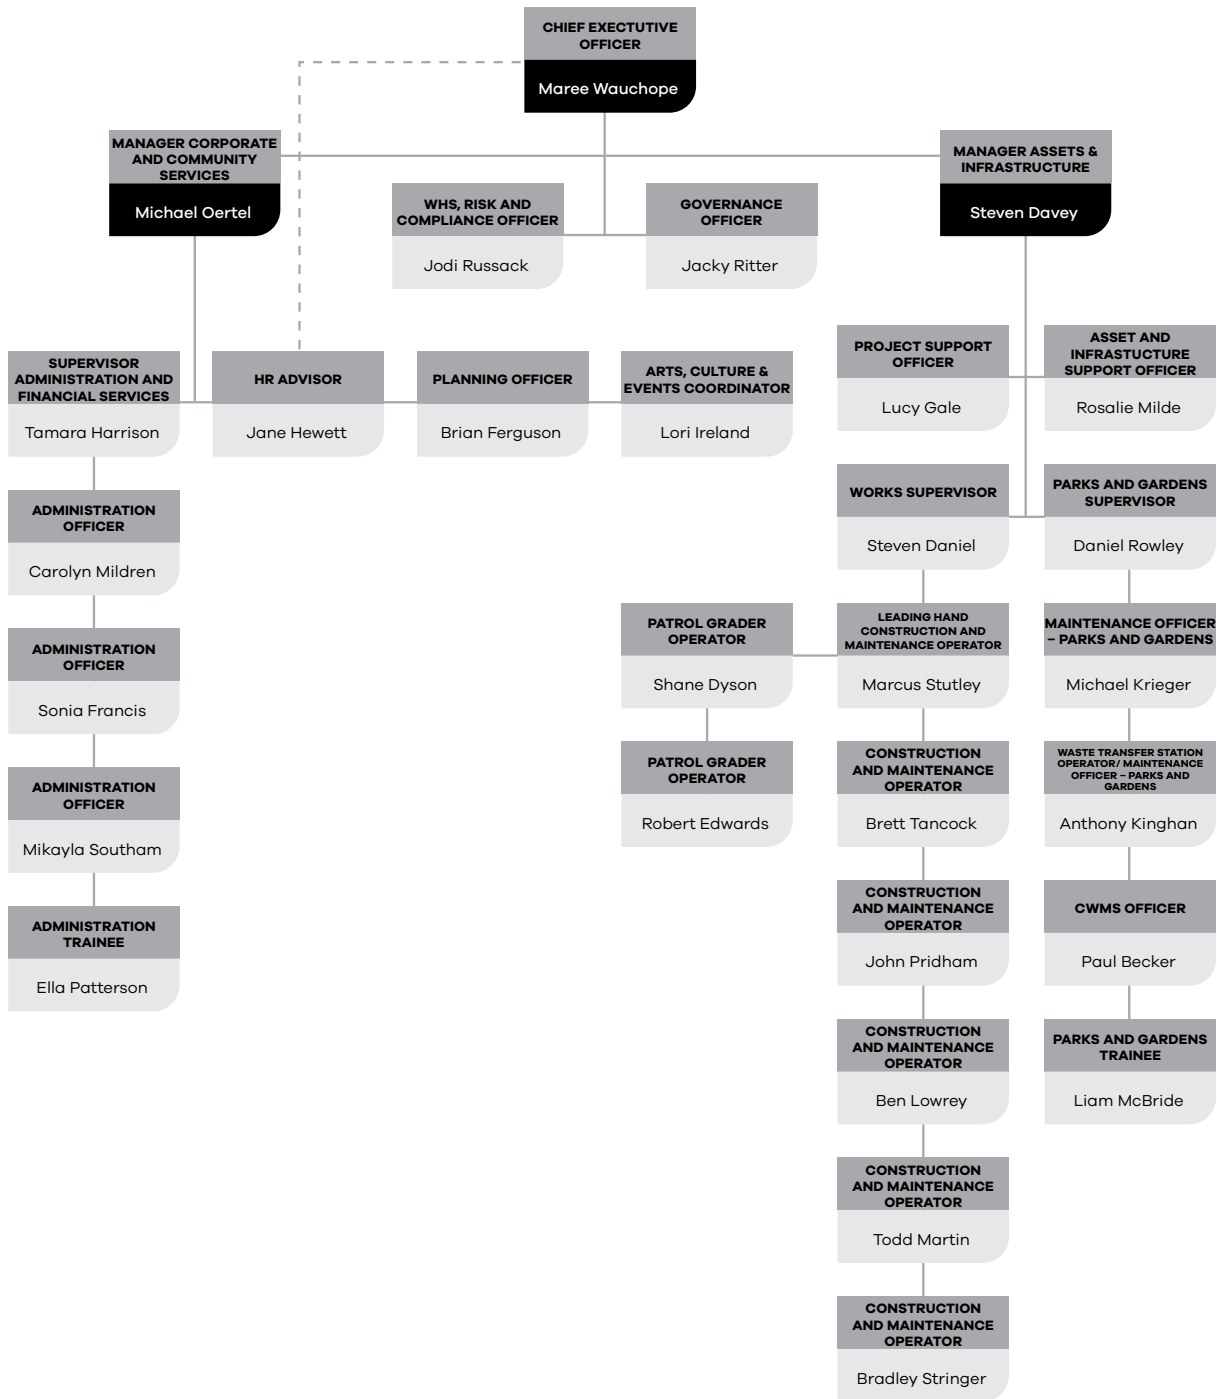 CHIEF EXECTUTIVE
OFFICER
Maree Wauchope
MANAGER CORPORATE
AND COMMUNITY
SERVICES
Michael Oertel
MANAGER ASSETS &
INFRASTRUCTURE
Steven Davey
WHS, RISK AND
COMPLIANCE OFFICER
Jodi Russack
GOVERNANCE
OFFICER
Jacky Ritter
SUPERVISOR
ADMINISTRATION AND
FINANCIAL SERVICES
Tamara Harrison
HR ADVISOR
Jane Hewett
PLANNING OFFICER
Brian Ferguson
ARTS, CULTURE &
EVENTS COORDINATOR
Lori Ireland
PROJECT SUPPORT
OFFICER
Lucy Gale
ASSET AND
INFRASTUCTURE
SUPPORT OFFICER
Rosalie Milde
ADMINISTRATION
OFFICER
Carolyn Mildren
ADMINISTRATION
OFFICER
Sonia Francis
ADMINISTRATION
OFFICER
Mikayla Southam
ADMINISTRATION
TRAINEE
Ella Patterson
WORKS SUPERVISOR
Steven Daniel
PARKS AND GARDENS
SUPERVISOR
Daniel Rowley
PATROL GRADER
OPERATOR
Shane Dyson
PATROL GRADER
OPERATOR
Robert Edwards
LEADING HAND
CONSTRUCTION AND
MAINTENANCE OPERATOR
Marcus Stutley
CONSTRUCTION
AND MAINTENANCE
OPERATOR
Brett Tancock
CONSTRUCTION
AND MAINTENANCE
OPERATOR
John Pridham
CONSTRUCTION
AND MAINTENANCE
OPERATOR
Ben Lowrey
CONSTRUCTION
AND MAINTENANCE
OPERATOR
Todd Martin
CONSTRUCTION
AND MAINTENANCE
OPERATOR
Bradley Stringer
MAINTENANCE OFFICER
– PARKS AND GARDENS
Michael Krieger
WASTE TRANSFER STATION
OPERATOR/ MAINTENANCE
OFFICER – PARKS AND
GARDENS
Anthony Kinghan
CWMS OFFICER
Paul Becker
PARKS AND GARDENS
TRAINEE
Liam McBride